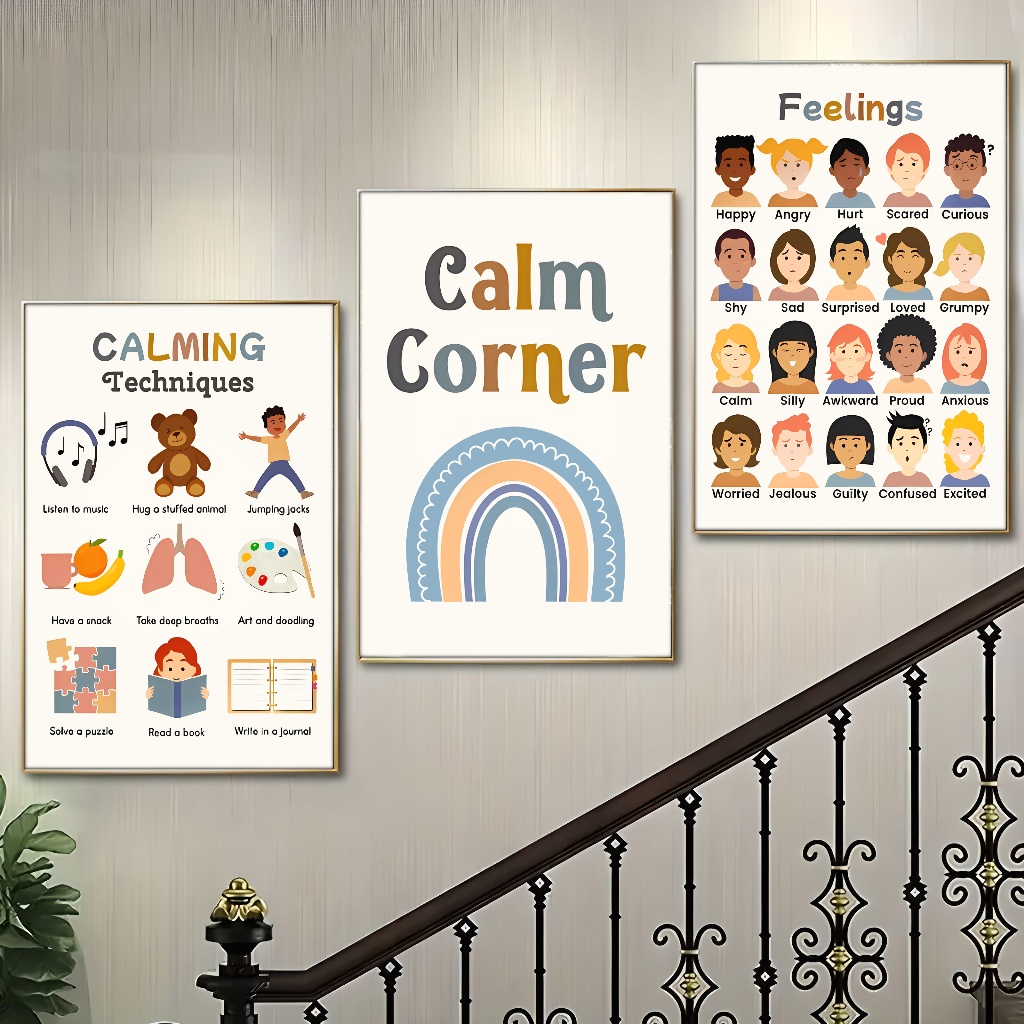 CALMING
Techniques
Listen to music
Hug a stuffed animal
Jumping jacks
Have a snack
Take deep breaths
Art and doodling
Solve a puzzle
Read a book
Write in a journal
Calm
Corner
Feelings
?
Happy Angry Hurt Scared Curious
Shy Sad Surprised Loved Grumpy
Calm Silly Awkward Proud Anxious
??
Worried Jealous Guilty Confused Excited